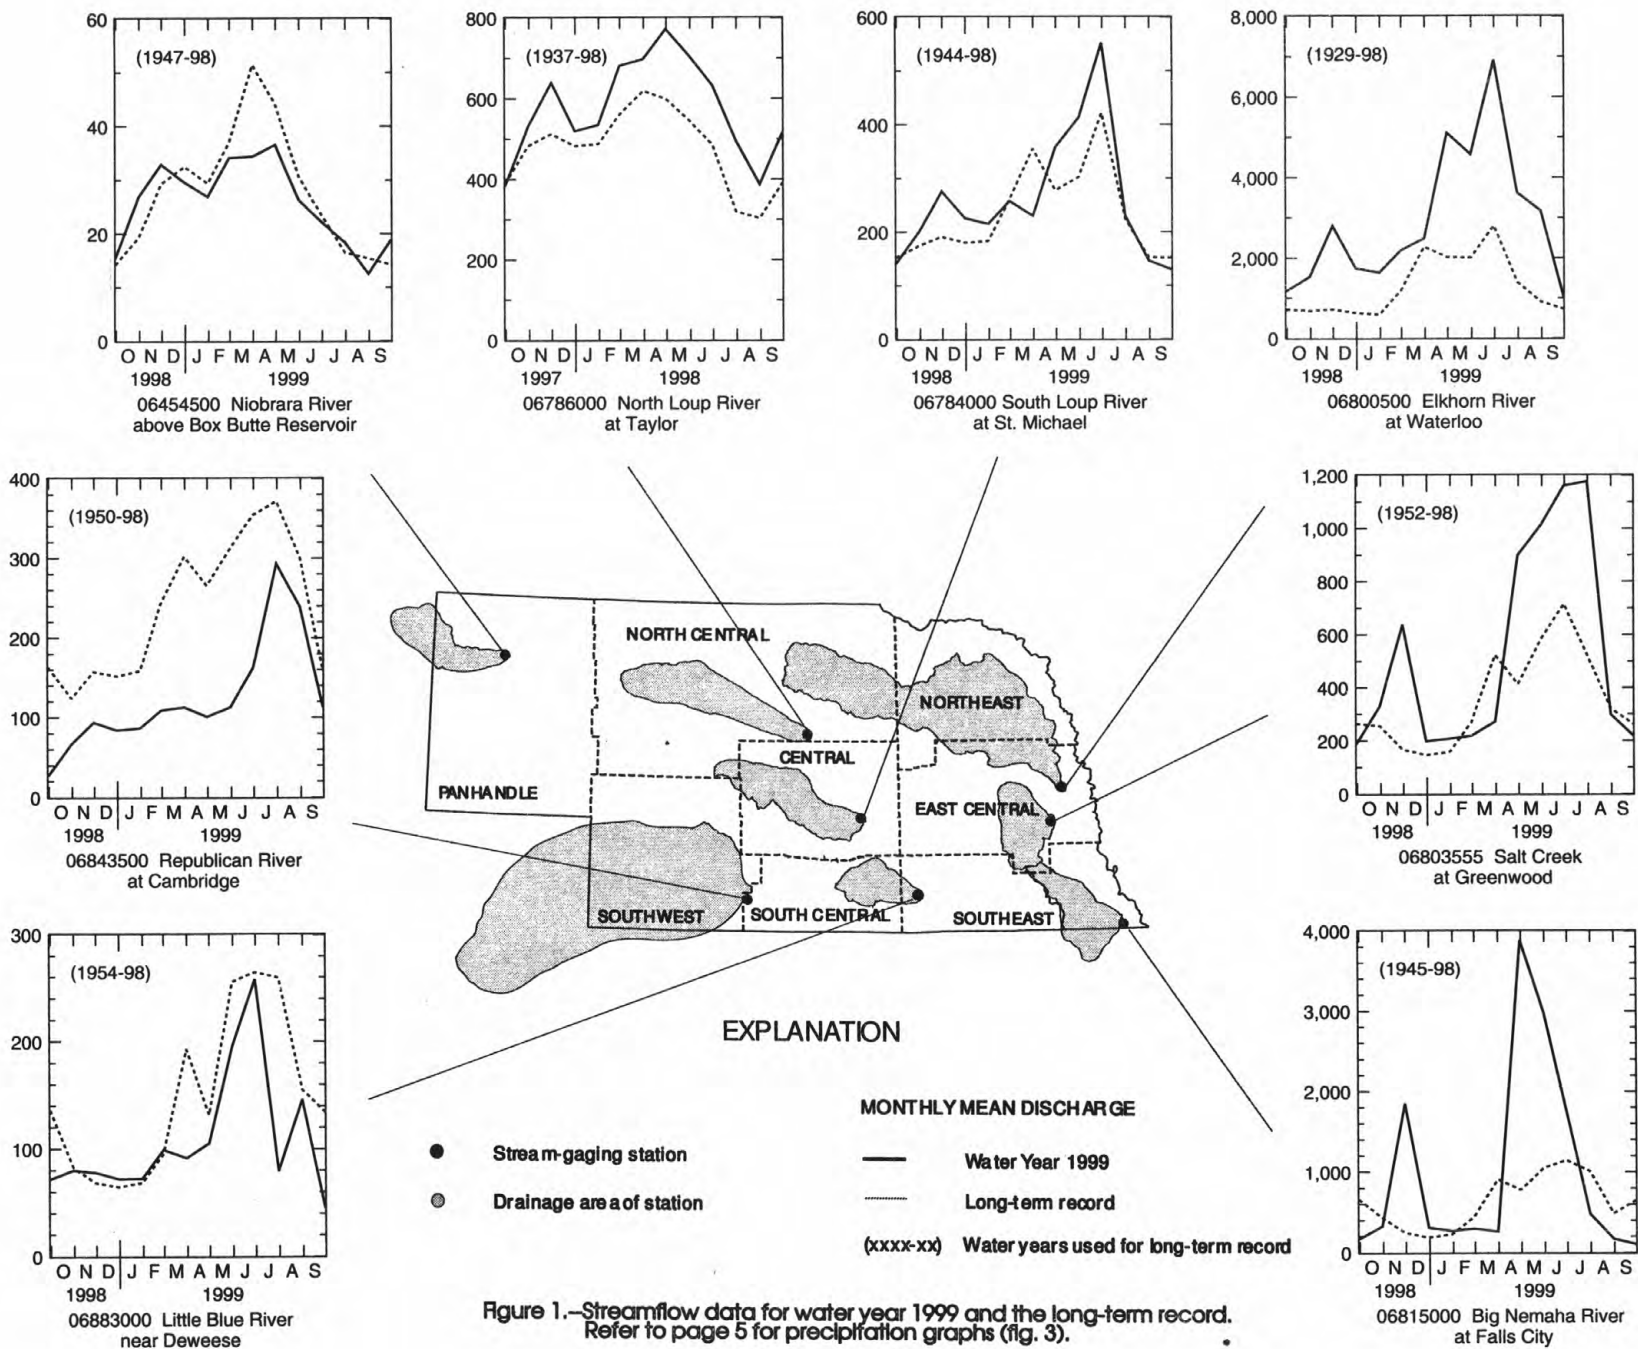 60
40
20
0
(1947-98)
O N D J F M A M J J A S
1998 1999
06454500 Niobrara River
above Box Butte Reservoir
800
600
400
200
0
(1937-98)
O N D J F M A M J J A S
1997 1998
06786000 North Loup River
at Taylor
600
400
200
0
(1944-98)
O N D J F M A M J J A S
1998 1999
06784000 South Loup River
at St. Michael
8,000
6,000
4,000
2,000
0
(1929-98)
O N D J F M A M J J A S
1998 1999
06800500 Elkhorn River
at Waterloo
400
300
200
100
0
(1950-98)
O N D J F M A M J J A S
1998 1999
06843500 Republican River
at Cambridge
1,200
1,000
800
600
400
200
0
(1952-98)
O N D J F M A M J J A S
1998 1999
06803555 Salt Creek
at Greenwood
NORTH CENTRAL
NORTHEAST
CENTRAL
PANHANDLE
EAST CENTRAL
SOUTHWEST
SOUTH CENTRAL
SOUTHEAST
300
200
100
0
(1954-98)
O N D J F M A M J J A S
1998 1999
06883000 Little Blue River
near Deweese
4,000
3,000
2,000
1,000
0
(1945-98)
O N D J F M A M J J A S
1998 1999
06815000 Big Nemaha River
at Falls City
EXPLANATION
Stream-gaging station
Drainage area of station
MONTHLY MEAN DISCHARGE
Water Year 1999
Long-term record
(xxxx-xx) Water years used for long-term record
Figure 1.--Streamflow data for water year 1999 and the long-term record.
Refer to page 5 for precipitation graphs (fig. 3).